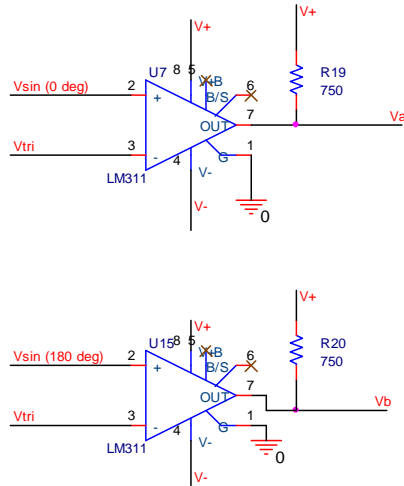 V+
V+
U7
8
5
V+
B
6
Vsin (0 deg)
2
+
B/S
R19
750
OUT
7
Va
Vtri
3
-
G
1
4
LM311
V-
0
V-
V+
V+
U15
8
5
V+
B
6
Vsin (180 deg)
2
+
B/S
R20
750
OUT
7
Vb
Vtri
3
-
G
1
4
LM311
V-
0
V-